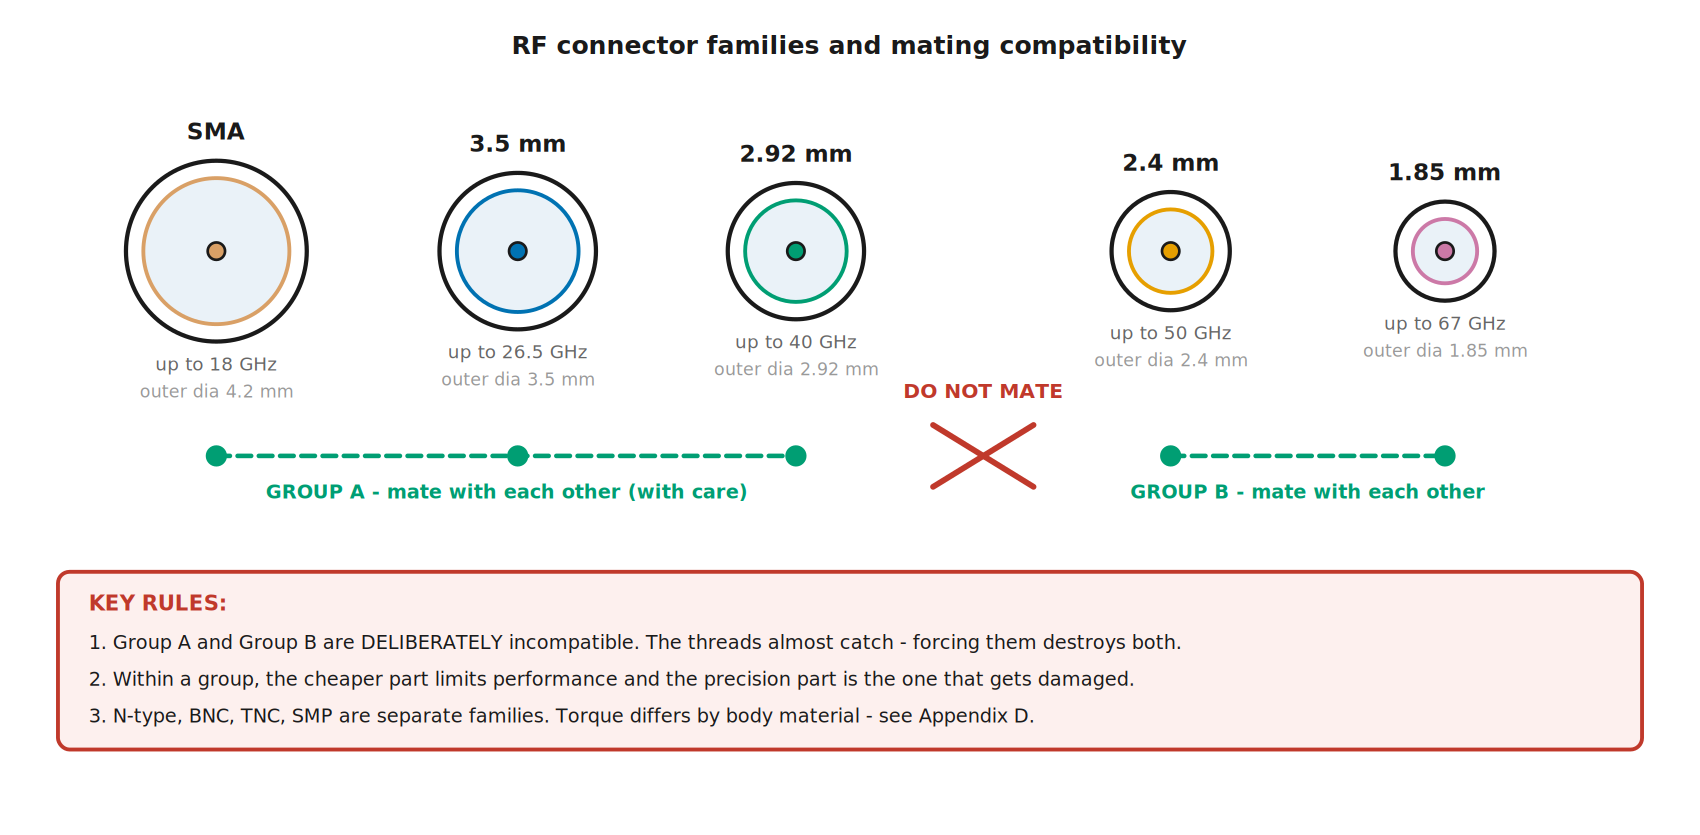 RF connector families and mating compatibility
SMA
3.5 mm
2.92 mm
2.4 mm
1.85 mm
up to 18 GHz
outer dia 4.2 mm
up to 26.5 GHz
outer dia 3.5 mm
up to 40 GHz
outer dia 2.92 mm
up to 50 GHz
outer dia 2.4 mm
up to 67 GHz
outer dia 1.85 mm
DO NOT MATE
GROUP A - mate with each other (with care)
GROUP B - mate with each other
KEY RULES:
1. Group A and Group B are DELIBERATELY incompatible. The threads almost catch - forcing them destroys both.
2. Within a group, the cheaper part limits performance and the precision part is the one that gets damaged.
3. N-type, BNC, TNC, SMP are separate families. Torque differs by body material - see Appendix D.